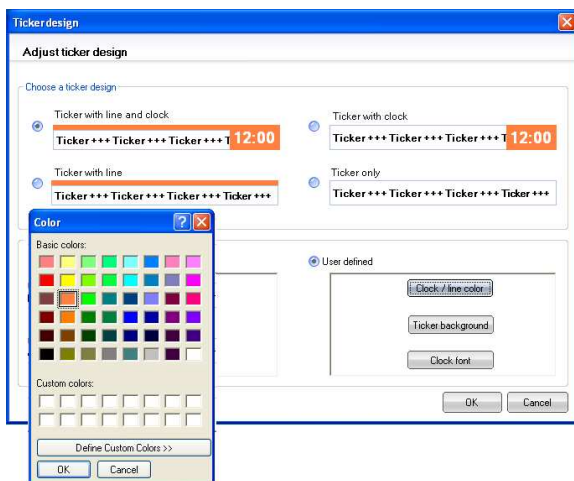 Tickerdesign
Adjust ticker design
Choose a ticker design
Ticker with line and clock
Ticker +++ Ticker +++ Ticker +++ T 12:00
Ticker with clock
Ticker +++ Ticker +++ Ticker +++ T 12:00
Ticker with line
Ticker +++ Ticker +++ Ticker +++ Ticker +++
Ticker only
Ticker +++ Ticker +++ Ticker +++ Ticker +++
Color
Basic colors:
User defined
Clock / line color
Ticker background
Clock font
Custom colors:
OK Cancel
Define Custom Colors >>
OK Cancel